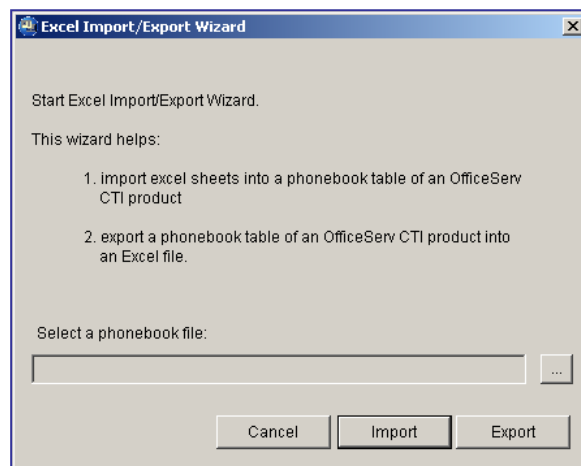 Excel Import/Export Wizard
Start Excel Import/Export Wizard.
This wizard helps:
1. import excel sheets into a phonebook table of an OfficeServ
CTI product
2. export a phonebook table of an OfficeServ CTI product into
an Excel file.
Select a phonebook file:
...
Cancel Import Export